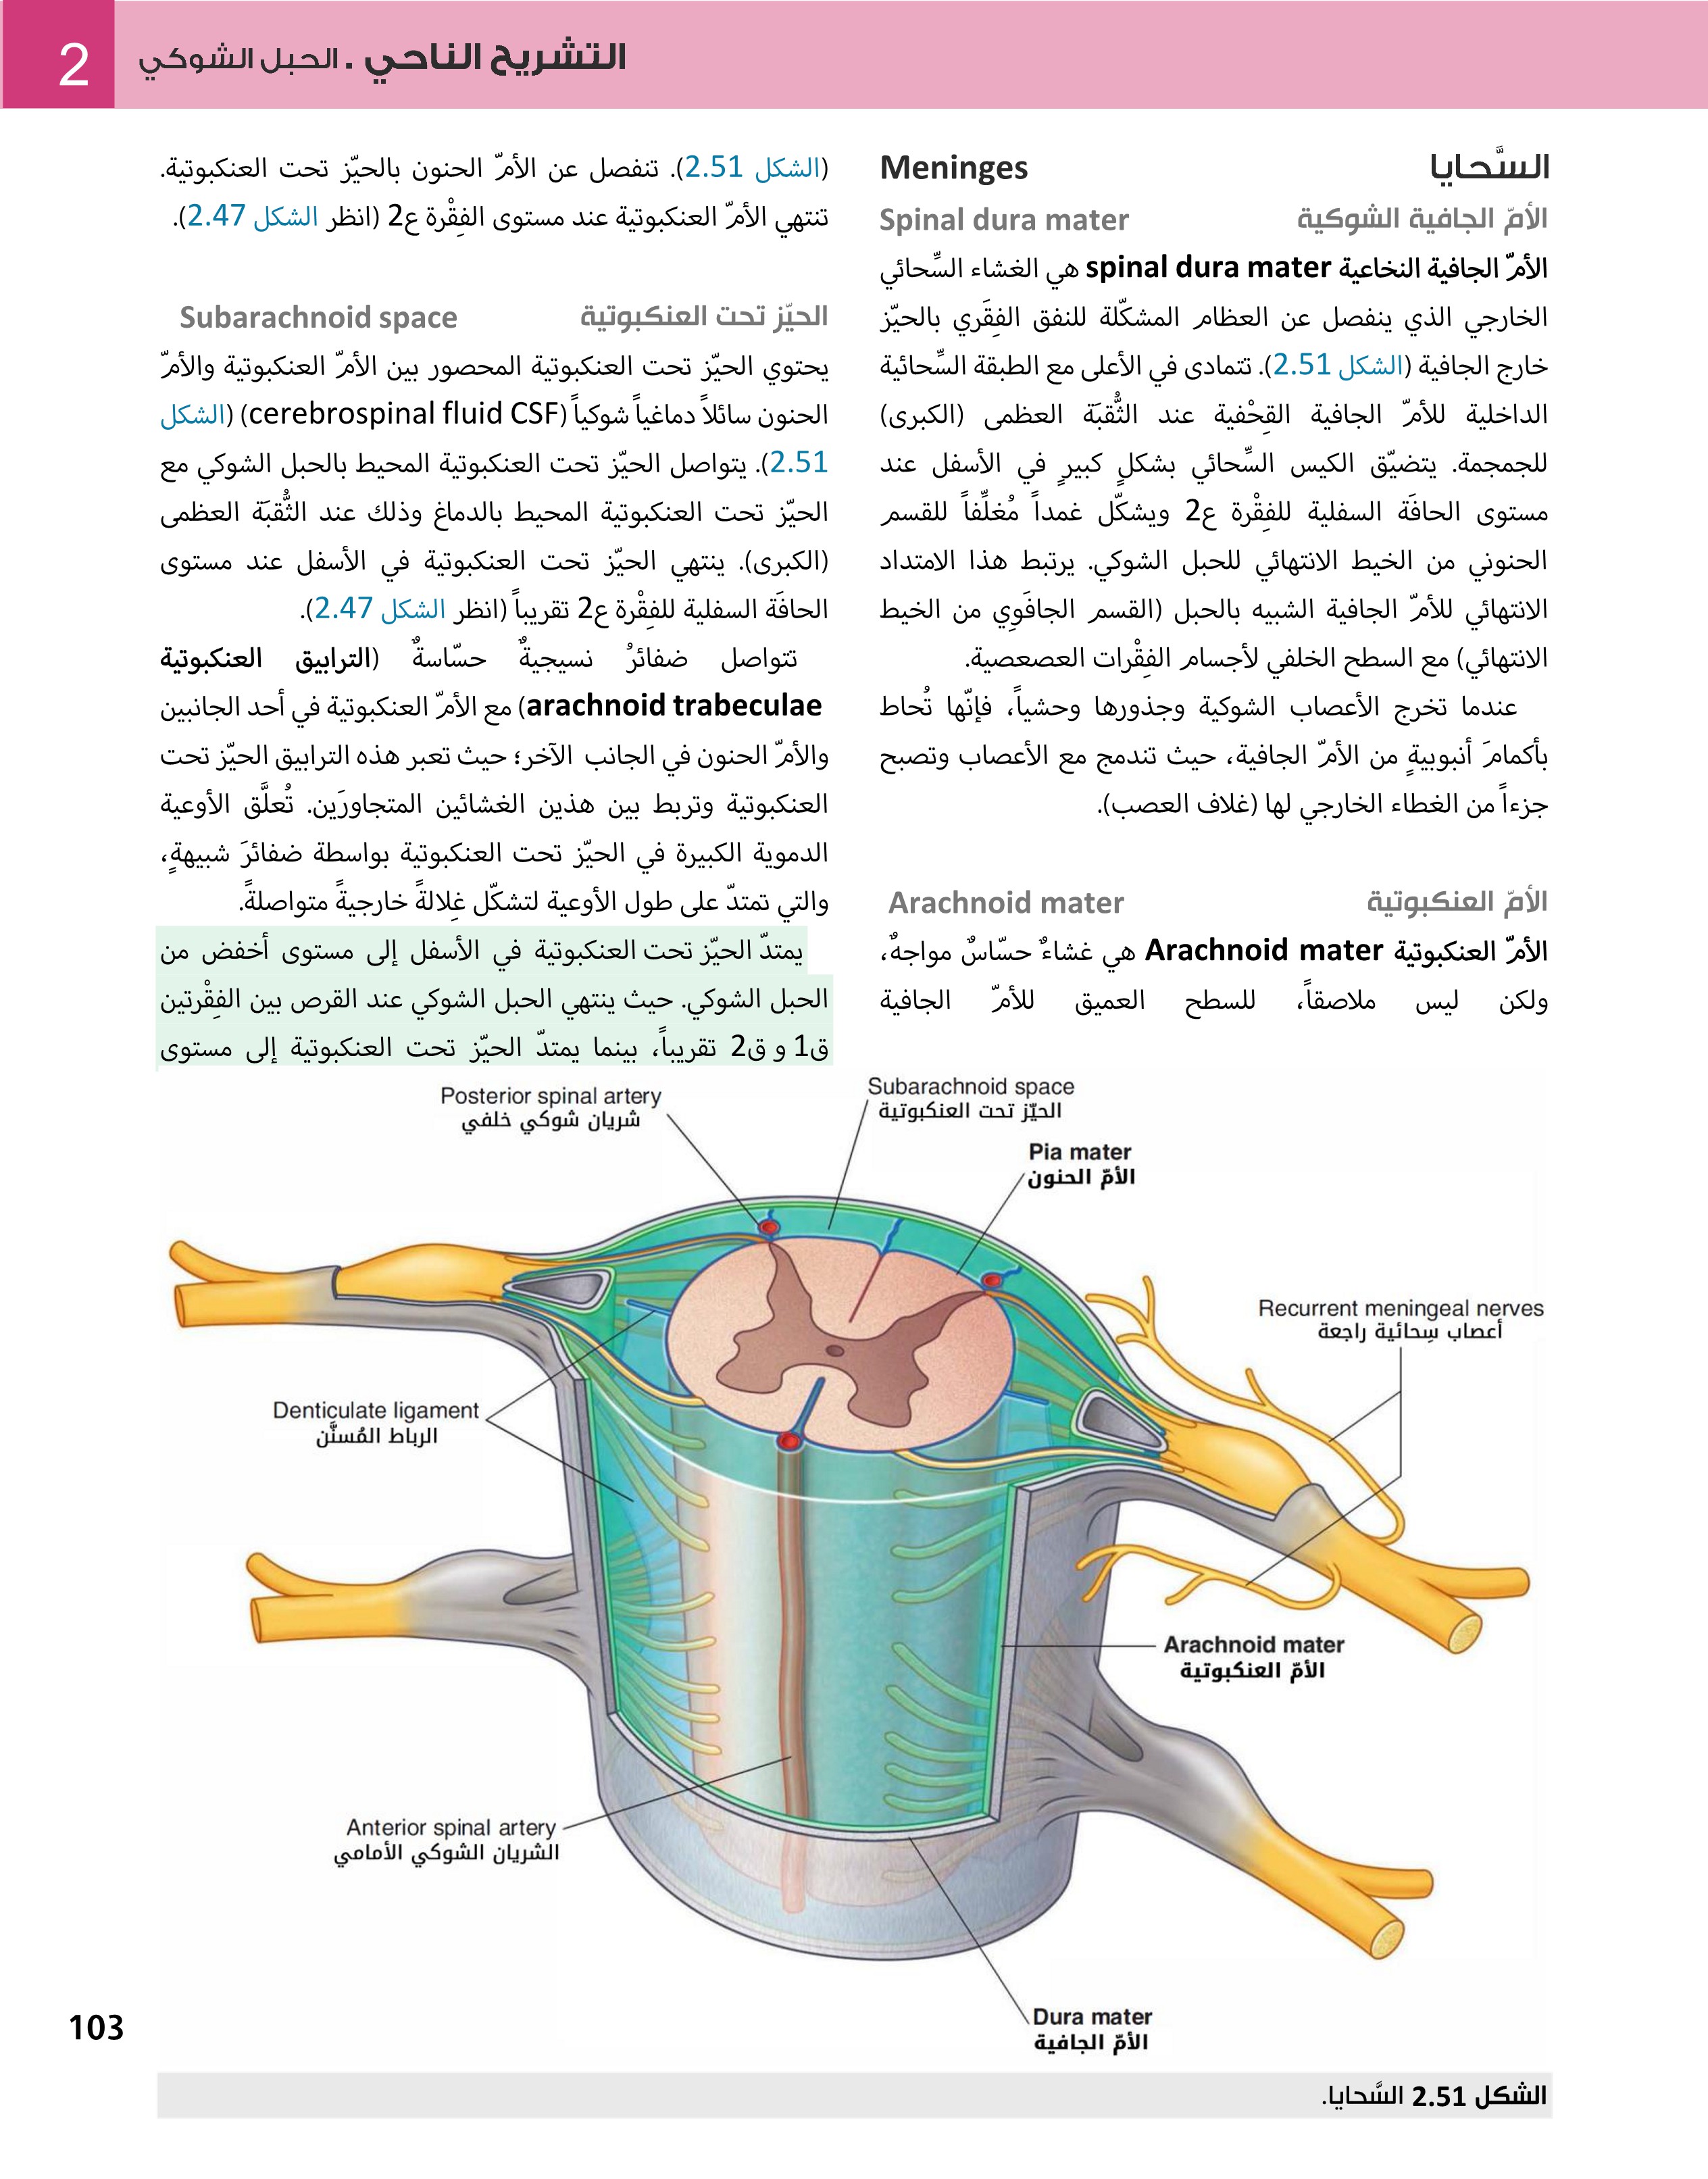 2
التشريح الناحي . الحبل الشوكي
السَّحايا Meninges
الأمّ الجافية الشوكية Spinal dura mater
الأمّ الجافية النخاعية spinal dura mater هي الغشاء السِّحائي
الخارجي الذي ينفصل عن العظام المشكّلة للنفق الفِقَري بالحيّز
خارج الجافية (الشكل 2.51). تتمادى في الأعلى مع الطبقة السِّحائية
الداخلية للأمّ الجافية القِحْفية عند الثُّقبَة العظمى (الكبرى)
للجمجمة. يتضيّق الكيس السِّحائي بشكلٍ كبيرٍ في الأسفل عند
مستوى الحافَة السفلية للفِقْرة ع2 ويشكّل غمداً مُغلِّفاً للقسم
الحنوني من الخيط الانتهائي للحبل الشوكي. يرتبط هذا الامتداد
الانتهائي للأمّ الجافية الشبيه بالحبل (القسم الجافَوِي من الخيط
الانتهائي) مع السطح الخلفي لأجسام الفِقْرات العصعصية.
عندما تخرج الأعصاب الشوكية وجذورها وحشياً، فإنّها تُحاط
بأكمامَ أنبوبيةٍ من الأمّ الجافية، حيث تندمج مع الأعصاب وتصبح
جزءاً من الغطاء الخارجي لها (غلاف العصب).
الأمّ العنكبوتية Arachnoid mater
الأمّ العنكبوتية Arachnoid mater هي غشاءٌ حسّاسٌ مواجهٌ،
ولكن ليس ملاصقاً، للسطح العميق للأمّ الجافية
(الشكل 2.51). تنفصل عن الأمّ الحنون بالحيّز تحت العنكبوتية.
تنتهي الأمّ العنكبوتية عند مستوى الفِقْرة ع2 (انظر الشكل 2.47).
الحيّز تحت العنكبوتية Subarachnoid space
يحتوي الحيّز تحت العنكبوتية المحصور بين الأمّ العنكبوتية والأمّ
الحنون سائلاً دماغياً شوكياً (cerebrospinal fluid CSF) (الشكل
2.51). يتواصل الحيّز تحت العنكبوتية المحيط بالحبل الشوكي مع
الحيّز تحت العنكبوتية المحيط بالدماغ وذلك عند الثُّقبَة العظمى
(الكبرى). ينتهي الحيّز تحت العنكبوتية في الأسفل عند مستوى
الحافَة السفلية للفِقْرة ع2 تقريباً (انظر الشكل 2.47).
تتواصل ضفائرُ نسيجيةٌ حسّاسةٌ (الترابيق العنكبوتية
arachnoid trabeculae) مع الأمّ العنكبوتية في أحد الجانبين
والأمّ الحنون في الجانب الآخر؛ حيث تعبر هذه الترابيق الحيّز تحت
العنكبوتية وتربط بين هذين الغشائين المتجاورَين. تُعلَّق الأوعية
الدموية الكبيرة في الحيّز تحت العنكبوتية بواسطة ضفائرَ شبيهةٍ،
والتي تمتدّ على طول الأوعية لتشكّل غِلالةً خارجيةً متواصلةً.
يمتدّ الحيّز تحت العنكبوتية في الأسفل إلى مستوى أخفض من
الحبل الشوكي. حيث ينتهي الحبل الشوكي عند القرص بين الفِقْرتين
ق1 و ق2 تقريباً، بينما يمتدّ الحيّز تحت العنكبوتية إلى مستوى
Posterior spinal artery
شريان شوكي خلفي
Subarachnoid space
الحيّز تحت العنكبوتية
Pia mater
الأمّ الحنون
Recurrent meningeal nerves
أعصاب سِحائية راجعة
Denticulate ligament
الرباط المُسنَّن
Arachnoid mater
الأمّ العنكبوتية
Anterior spinal artery
الشريان الشوكي الأمامي
Dura mater
الأمّ الجافية
103
الشكل 2.51 السَّحايا.